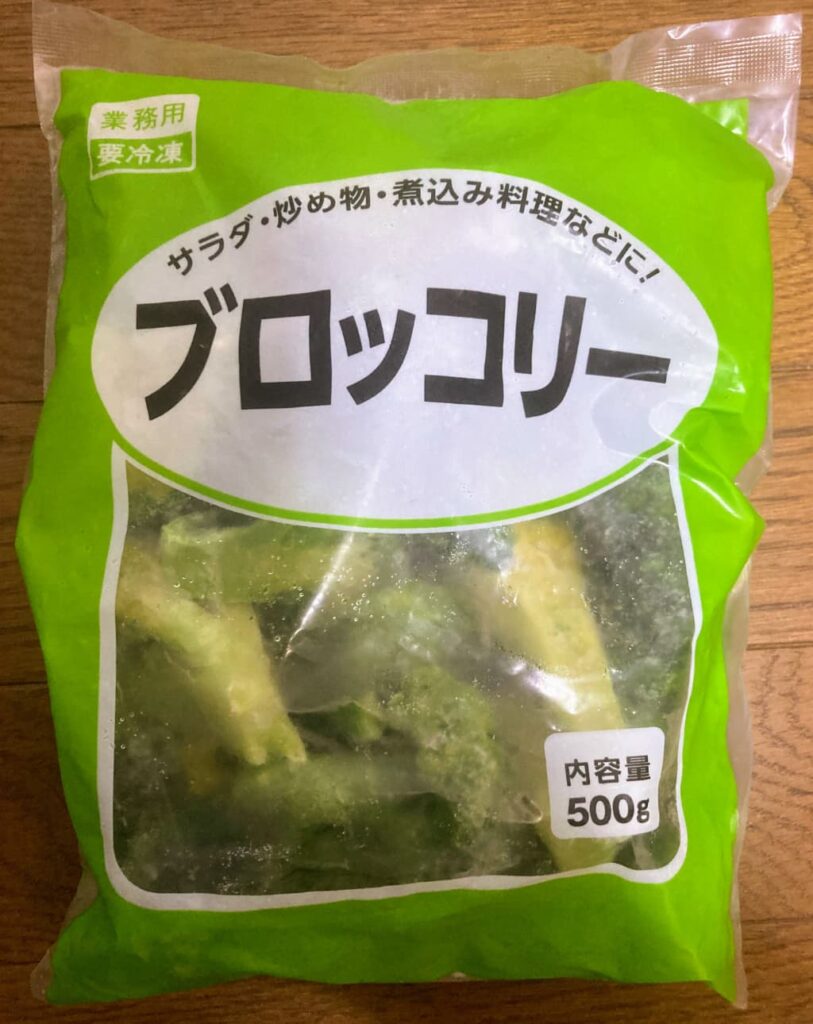 業務用
要冷凍
サラダ・炒め物・煮込み料理などに!
ブロッコリー
内容量
500g